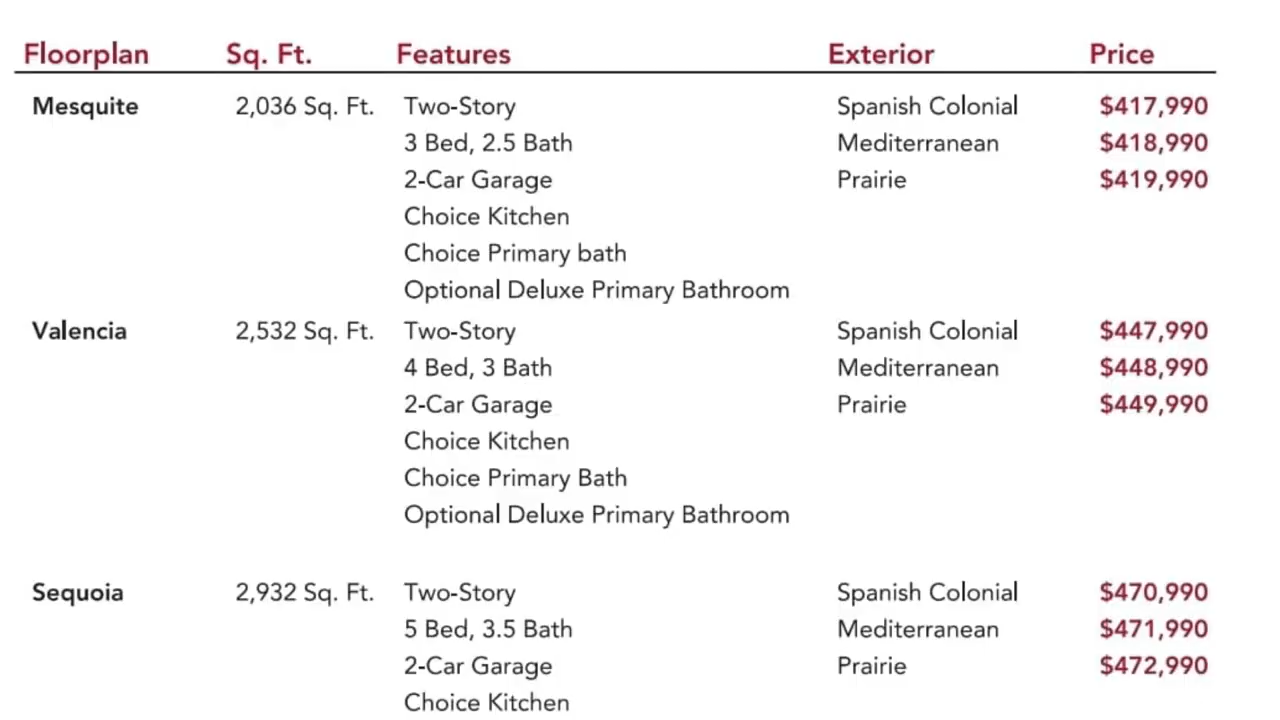 Floorplan Sq. Ft. Features Exterior Price
Mesquite 2,036 Sq. Ft. Two-Story Spanish Colonial $417,990
3 Bed, 2.5 Bath Mediterranean $418,990
2-Car Garage Prairie $419,990
Choice Kitchen
Choice Primary bath
Optional Deluxe Primary Bathroom
Valencia 2,532 Sq. Ft. Two-Story Spanish Colonial $447,990
4 Bed, 3 Bath Mediterranean $448,990
2-Car Garage Prairie $449,990
Choice Kitchen
Choice Primary Bath
Optional Deluxe Primary Bathroom
Sequoia 2,932 Sq. Ft. Two-Story Spanish Colonial $470,990
5 Bed, 3.5 Bath Mediterranean $471,990
2-Car Garage Prairie $472,990
Choice Kitchen